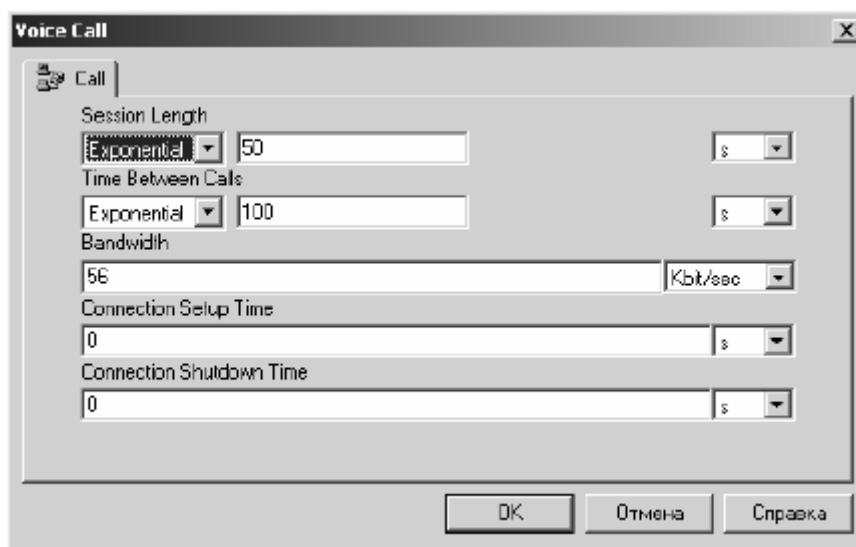 Voice Call
Call
Session Length
Exponential 50 s
Time Between Calls
Exponential 100 s
Bandwidth
56 Kbit/sec
Connection Setup Time
0 s
Connection Shutdown Time
0 s
OK Отмена Справка